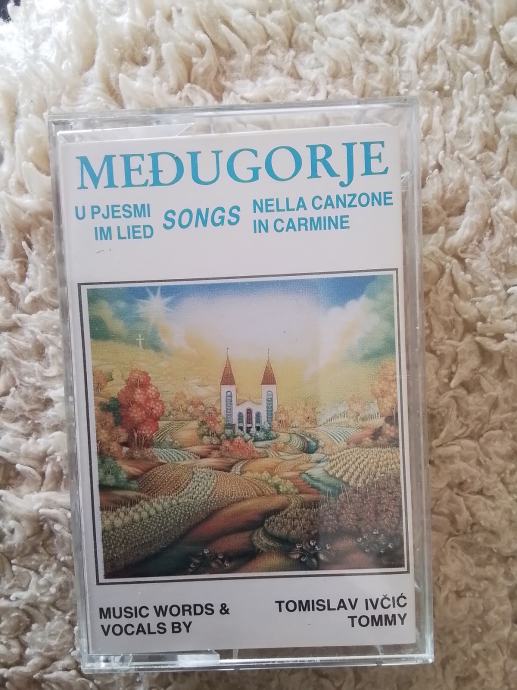 MEĐUGORJE
U PJESMI
IM LIED
SONGS
NELLA CANZONE
IN CARMINE
MUSIC WORDS &
VOCALS BY
TOMISLAV IVČIĆ
TOMMY